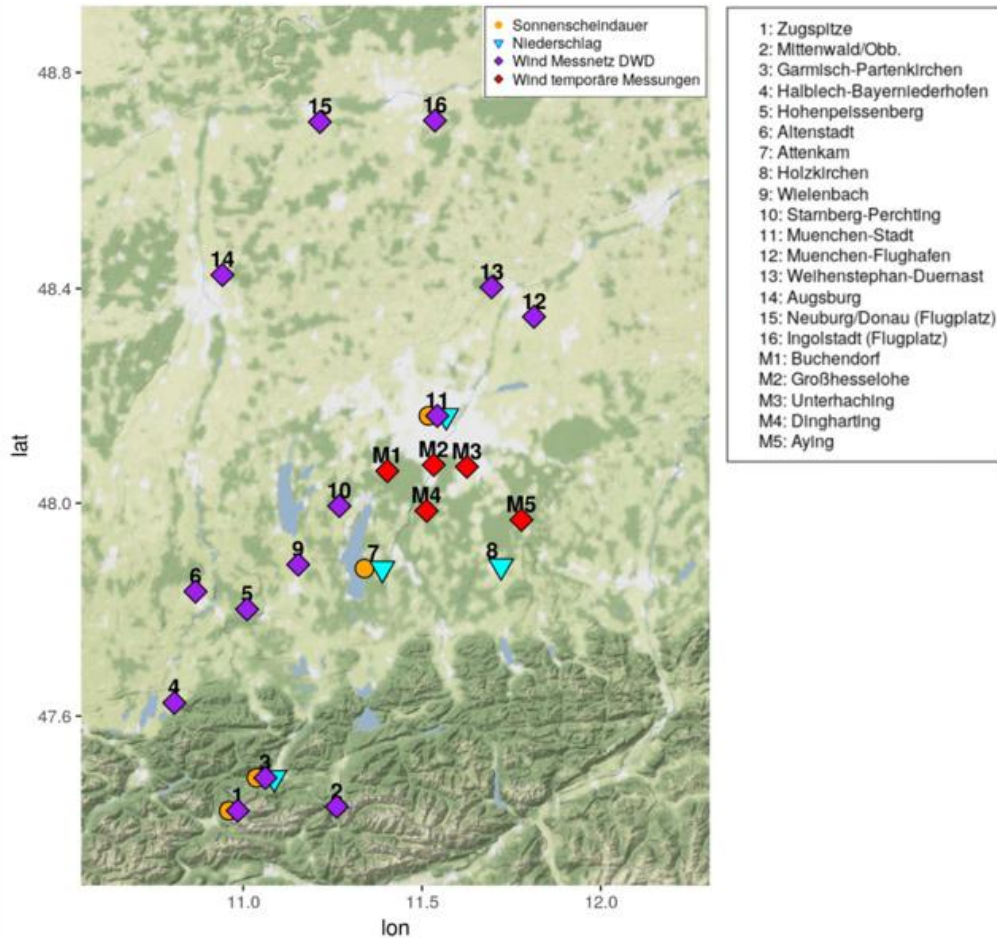 Sonnenscheindauer
Niederschlag
Wind Messnetz DWD
Wind temporäre Messungen
1: Zugspitze
2: Mittenwald/Obb.
3: Garmisch-Partenkirchen
4: Halblech-Bayerniederhofen
5: Hohenpeissenberg
6: Altenstadt
7: Attenkam
8: Holzkirchen
9: Wielenbach
10: Starnberg-Perchting
11: Muenchen-Stadt
12: Muenchen-Flughafen
13: Weihenstephan-Duernast
14: Augsburg
15: Neuburg/Donau (Flugplatz)
16: Ingolstadt (Flugplatz)
M1: Buchendorf
M2: Großhesselohe
M3: Unterhaching
M4: Dingharting
M5: Aying
48.8
15 16
14
48.4
13
12
11
M1 M2 M3
48.0
10 M4 M5
9 7 8
6
5
4
47.6
3
1 2
11.0 11.5 12.0
lat
lon